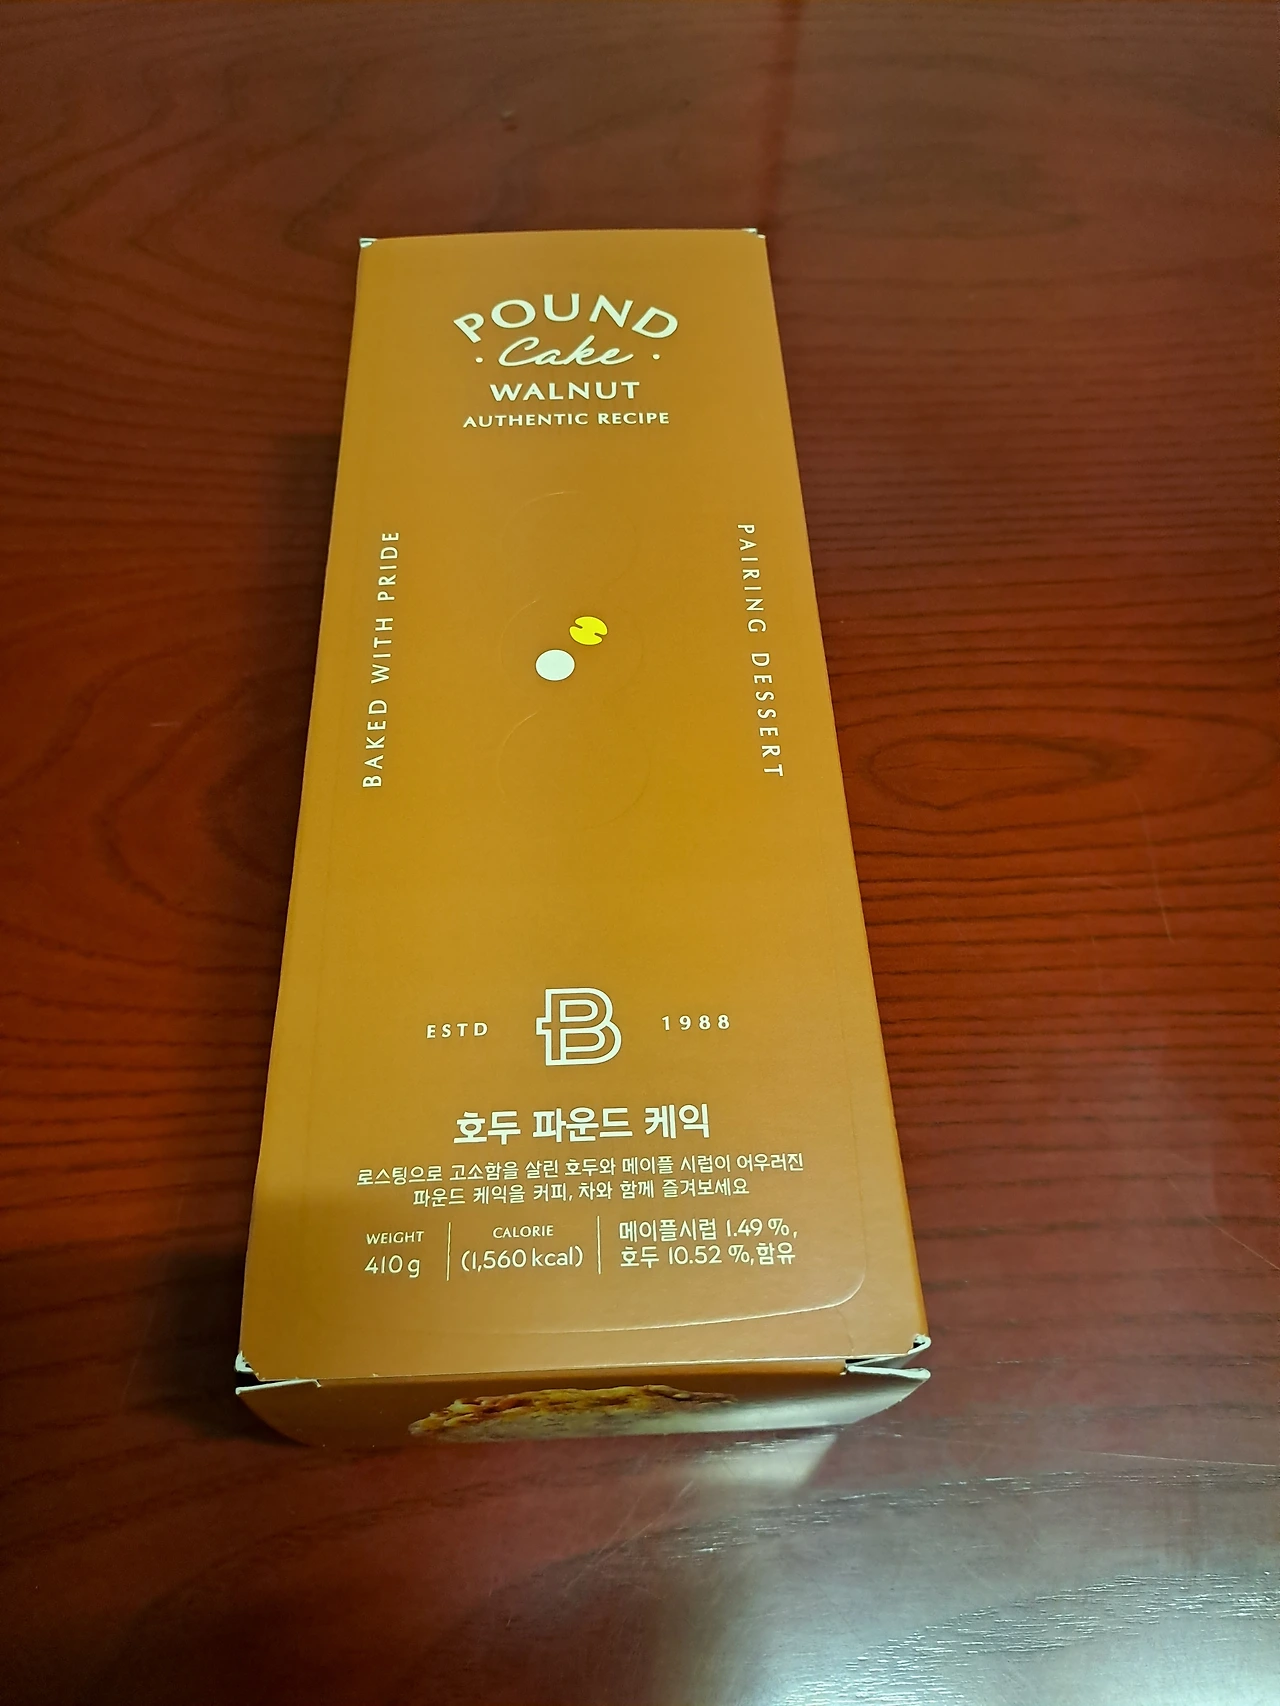 POUND
· Cake ·
WALNUT
AUTHENTIC RECIPE
BAKED WITH PRIDE
PAIRING DESSERT
ESTD B 1988
호두 파운드 케익
로스팅으로 고소함을 살린 호두와 메이플 시럽이 어우러진
파운드 케익을 커피, 차와 함께 즐겨보세요
WEIGHT
410 g
CALORIE
(1,560 kcal)
메이플시럽 1.49 %,
호두 10.52 %,함유